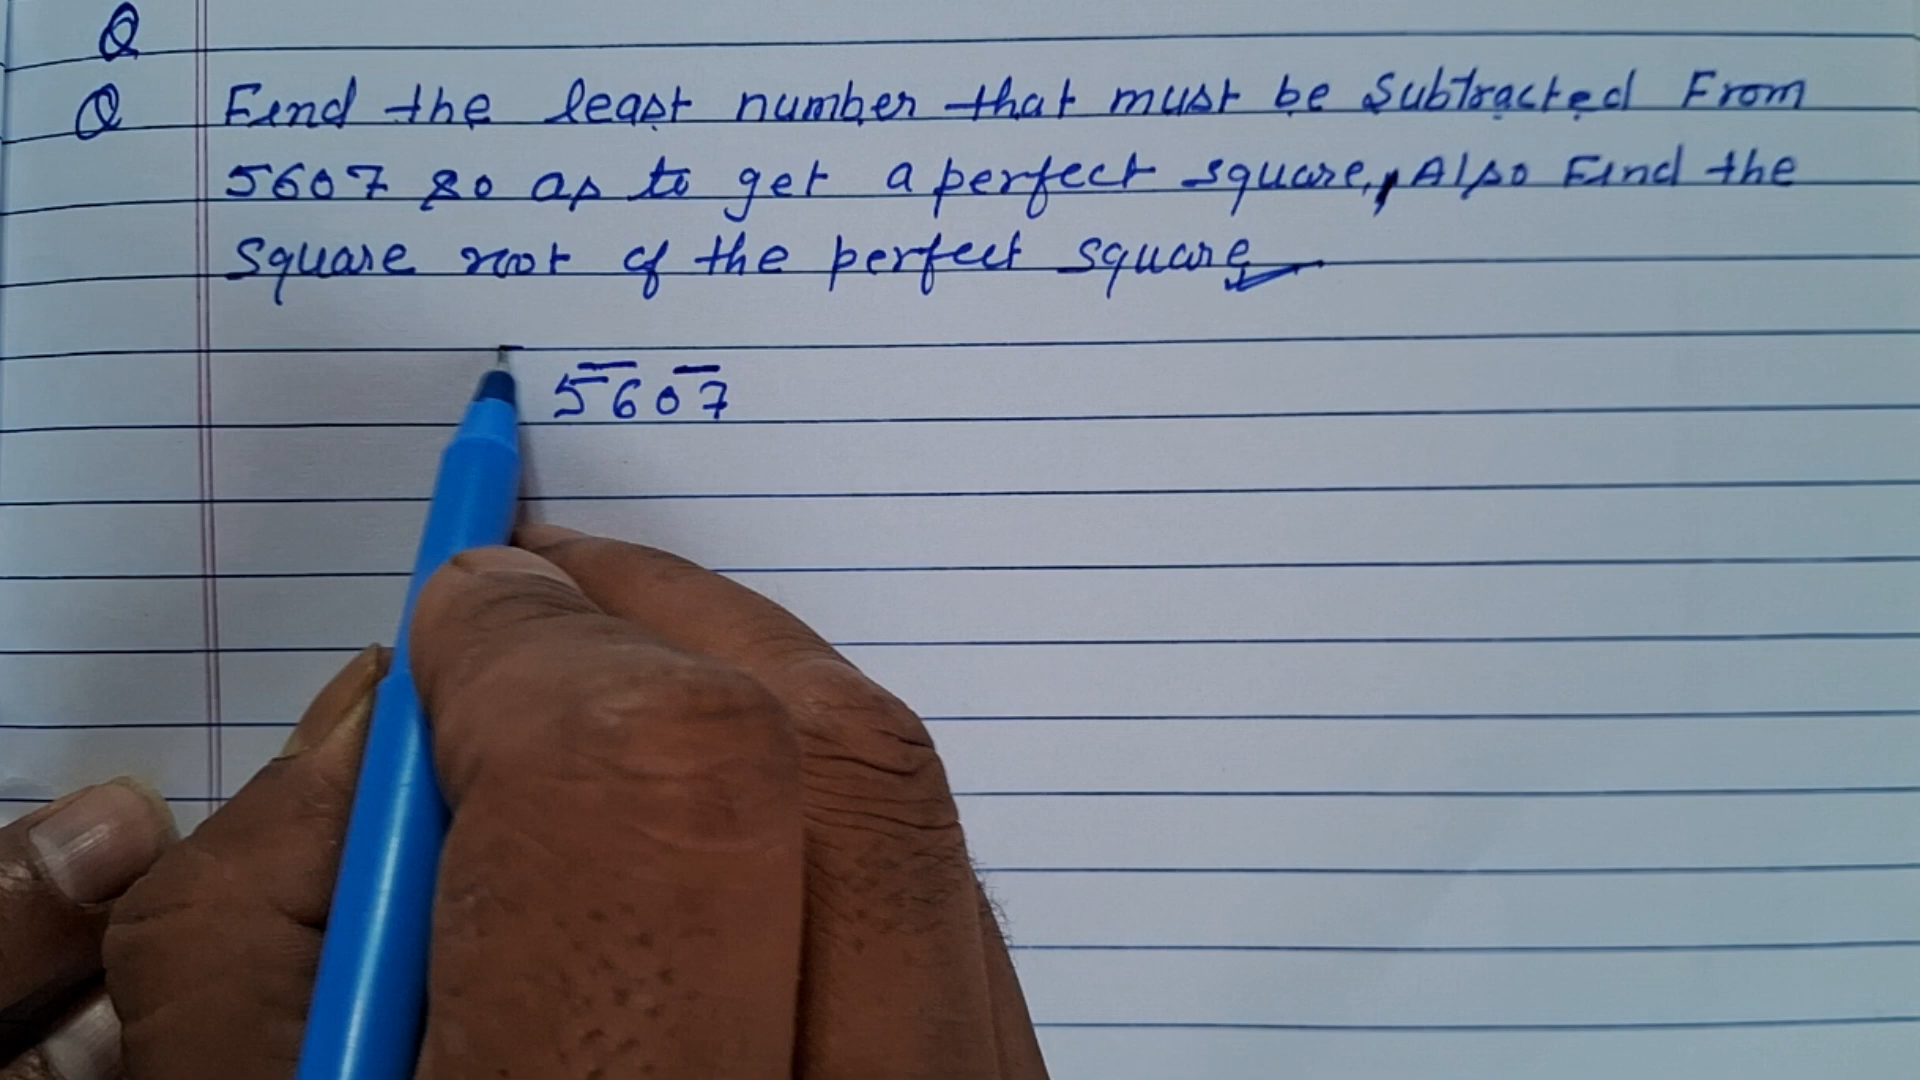 Q
Q Find the least number that must be Subtracted From
5607 so as to get a perfect square, Also Find the
Square root of the perfect square
5607